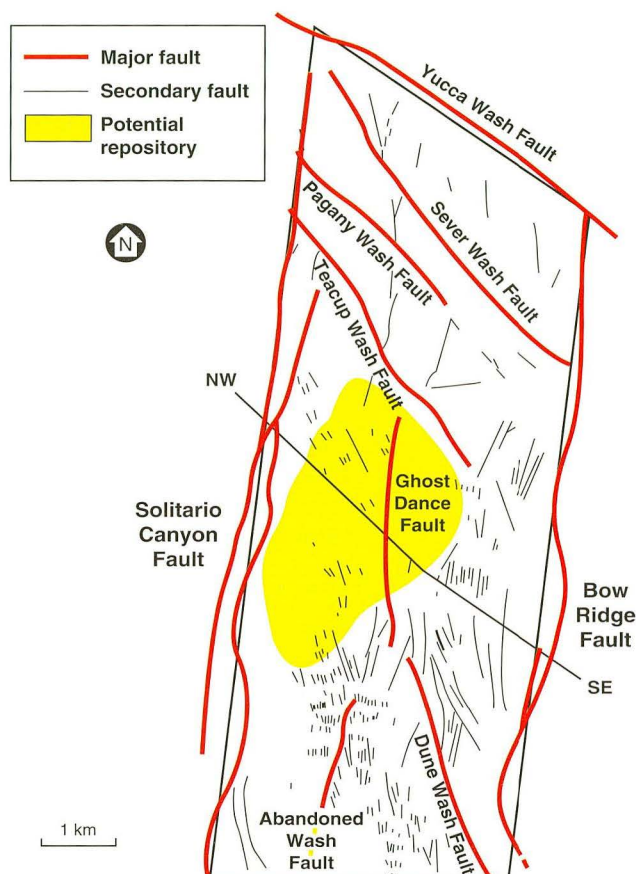 Major fault
Secondary fault
Potential
repository
N
Yucca Wash Fault
Sever Wash Fault
Pagany Wash Fault
Teacup Wash Fault
NW
Ghost
Dance
Fault
Solitario
Canyon
Fault
Bow
Ridge
Fault
SE
Dune Wash Fault
Abandoned
Wash
Fault
1 km